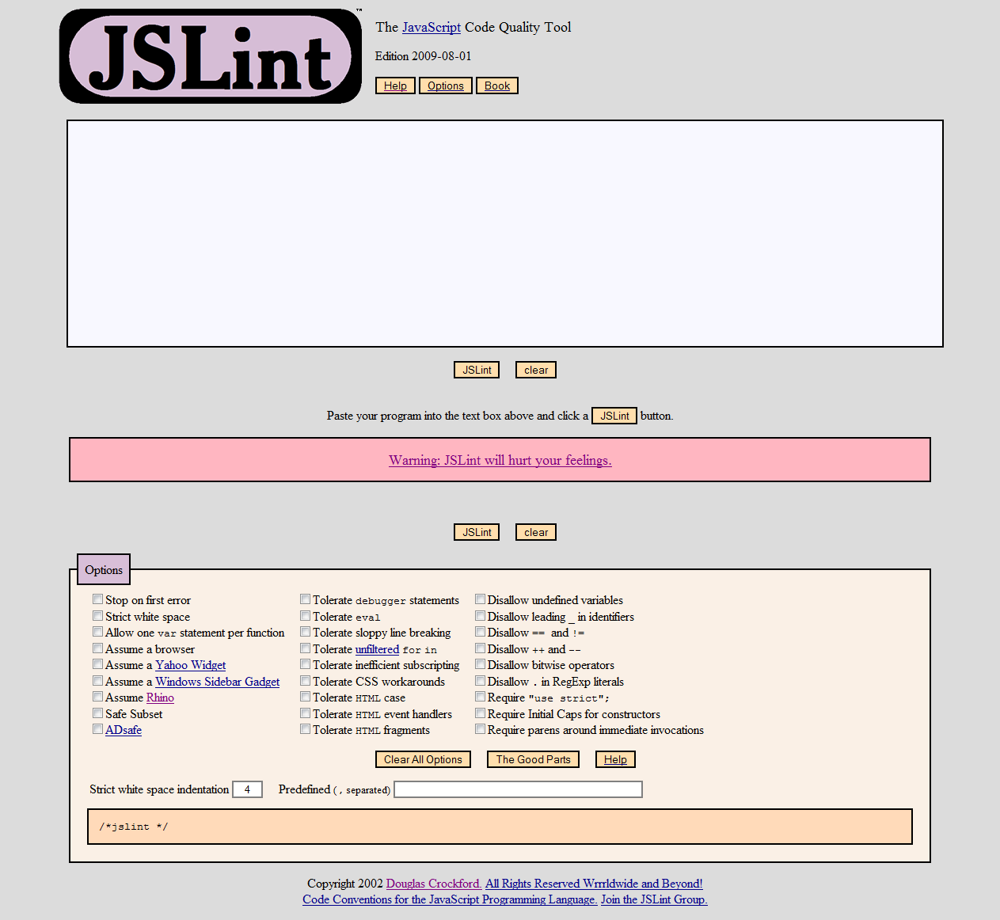 JSLint ™
The JavaScript Code Quality Tool
Edition 2009-08-01
Help Options Book
JSLint clear
Paste your program into the text box above and click a JSLint button.
Warning: JSLint will hurt your feelings.
JSLint clear
Options
Stop on first error
Strict white space
Allow one var statement per function
Assume a browser
Assume a Yahoo Widget
Assume a Windows Sidebar Gadget
Assume Rhino
Safe Subset
ADsafe
Tolerate debugger statements
Tolerate eval
Tolerate sloppy line breaking
Tolerate unfiltered for in
Tolerate inefficient subscripting
Tolerate CSS workarounds
Tolerate HTML case
Tolerate HTML event handlers
Tolerate HTML fragments
Disallow undefined variables
Disallow leading _ in identifiers
Disallow == and !=
Disallow ++ and --
Disallow bitwise operators
Disallow . in RegExp literals
Require "use strict";
Require Initial Caps for constructors
Require parens around immediate invocations
Clear All Options The Good Parts Help
Strict white space indentation 4 Predefined ( , separated)
/*jslint */
Copyright 2002 Douglas Crockford. All Rights Reserved Wrrrldwide and Beyond!
Code Conventions for the JavaScript Programming Language. Join the JSLint Group.